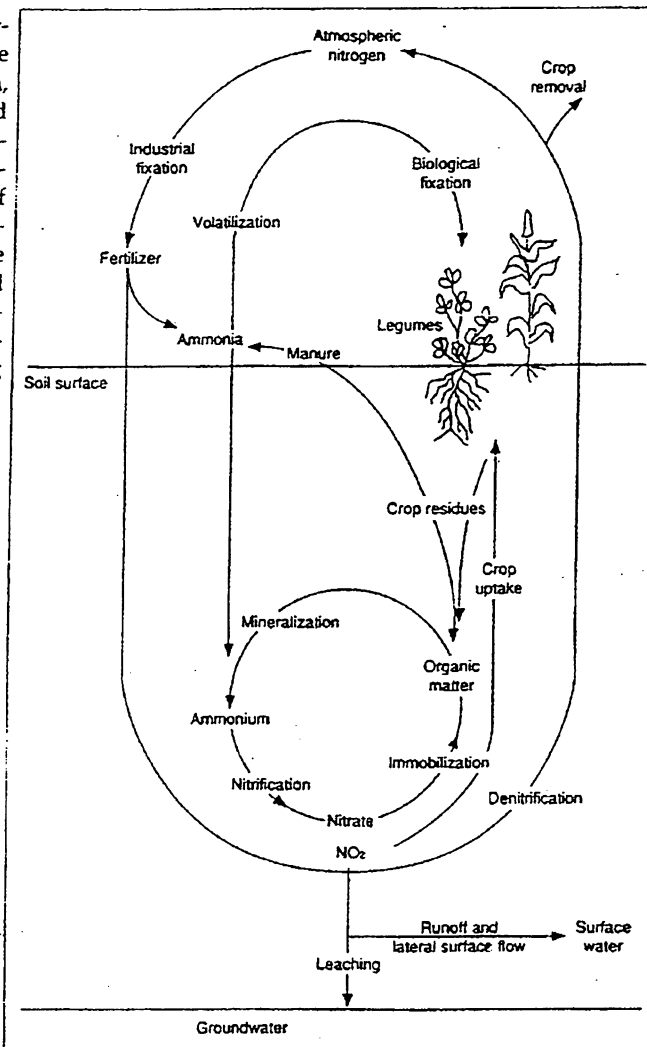 Atmospheric
nitrogen
Crop
removal
Industrial
fixation
Biological
fixation
Volatilization
Fertilizer
Legumes
Ammonia
Manure
Soil surface
Crop residues
Crop
uptake
Mineralization
Organic
matter
Ammonium
Immobilization
Nitrification
Denitrification
Nitrate
NO₂
Runoff and
lateral surface flow
Surface
water
Leaching
Groundwater